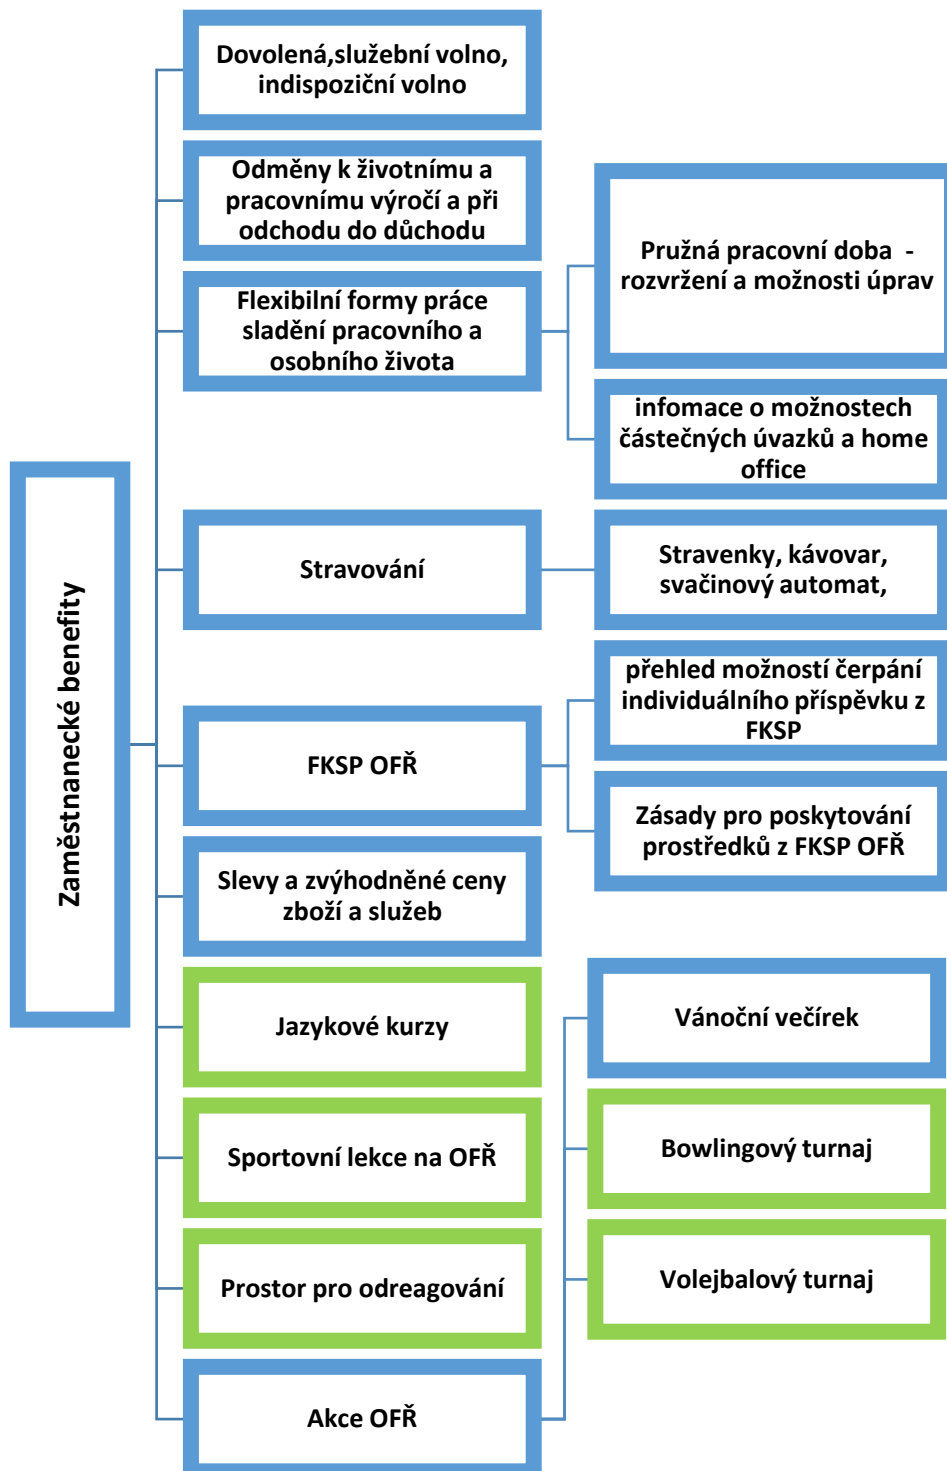 Zaměstnanecké benefity
Dovolená,služební volno,
indispoziční volno
Odměny k životnímu a
pracovnímu výročí a při
odchodu do důchodu
Flexibilní formy práce
sladění pracovního a
osobního života
Pružná pracovní doba -
rozvržení a možnosti úprav
infomace o možnostech
částečných úvazků a home
office
Stravování
Stravenky, kávovar,
svačinový automat,
FKSP OFŘ
přehled možností čerpání
individuálního příspěvku z
FKSP
Zásady pro poskytování
prostředků z FKSP OFŘ
Slevy a zvýhodněné ceny
zboží a služeb
Jazykové kurzy
Sportovní lekce na OFŘ
Prostor pro odreagování
Akce OFŘ
Vánoční večírek
Bowlingový turnaj
Volejbalový turnaj